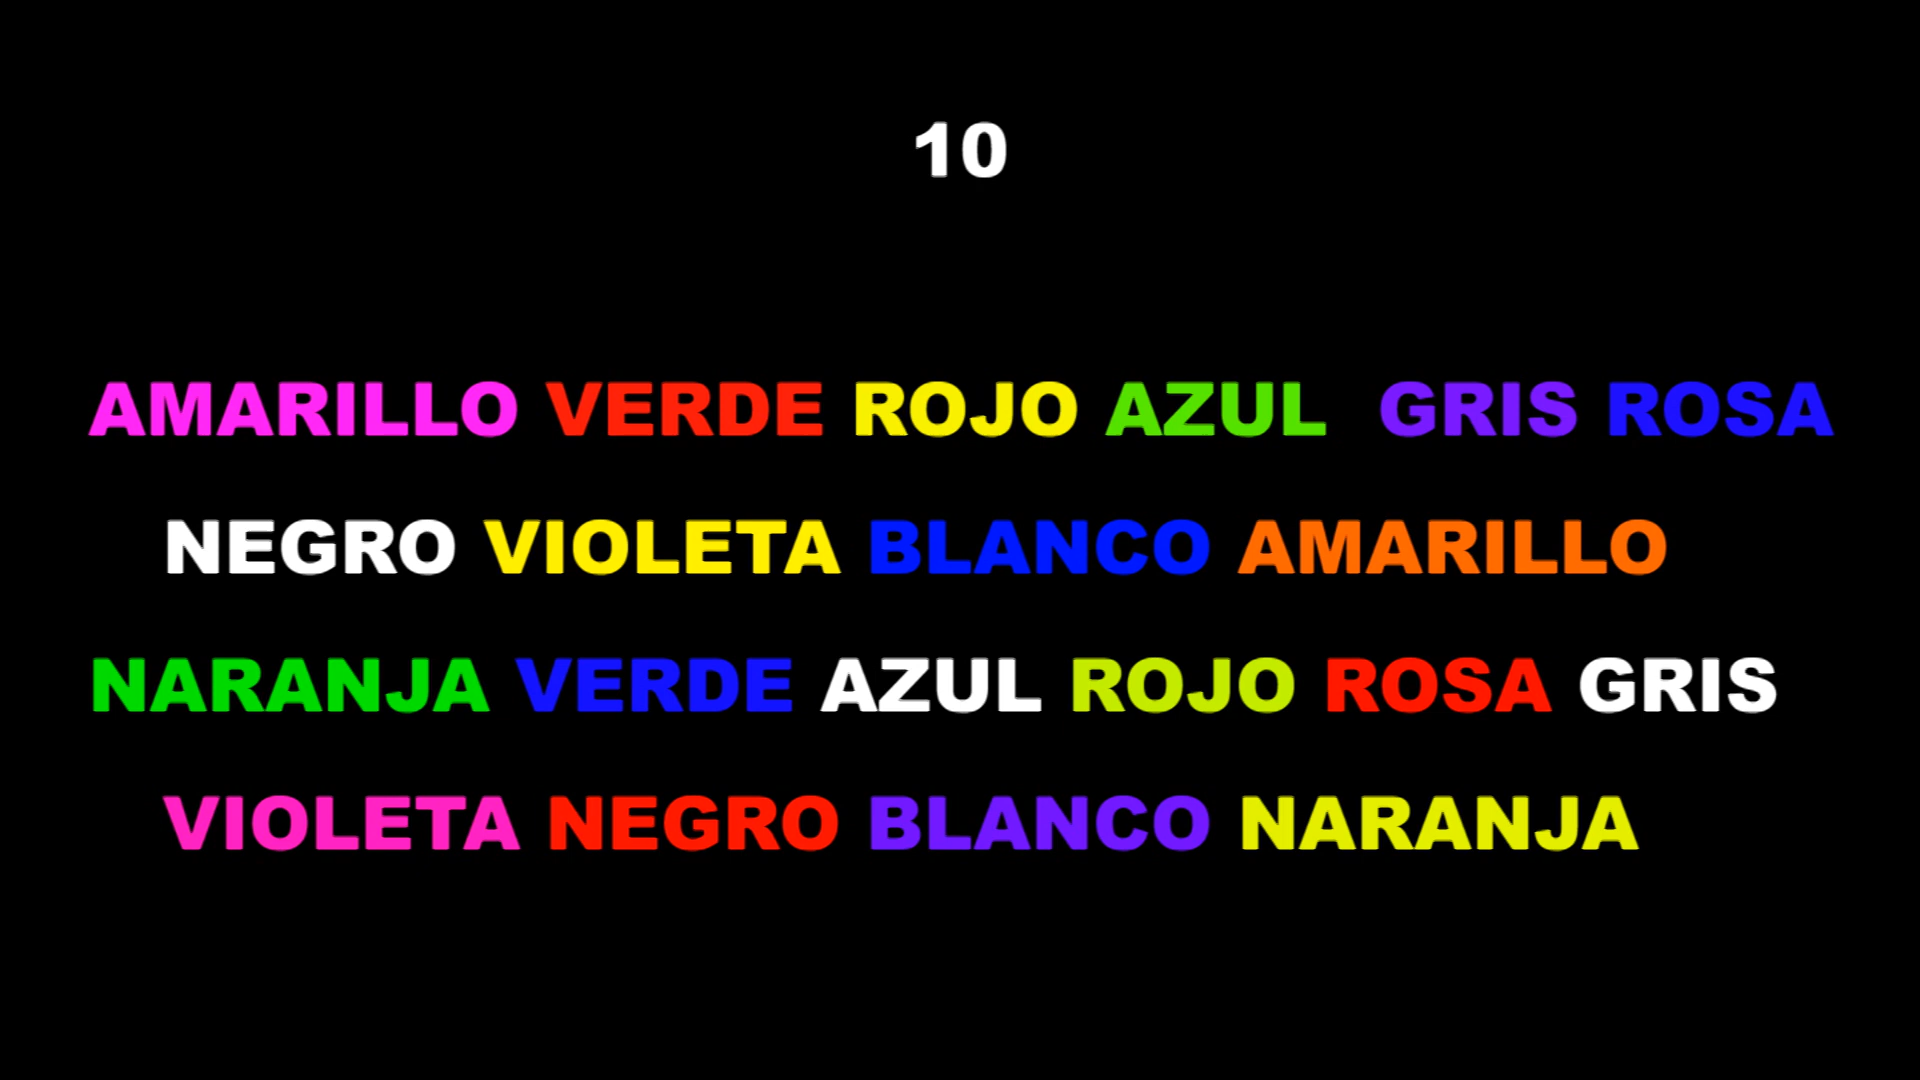 10
AMARILLO VERDE ROJO AZUL GRIS ROSA
NEGRO VIOLETA BLANCO AMARILLO
NARANJA VERDE AZUL ROJO ROSA GRIS
VIOLETA NEGRO BLANCO NARANJA